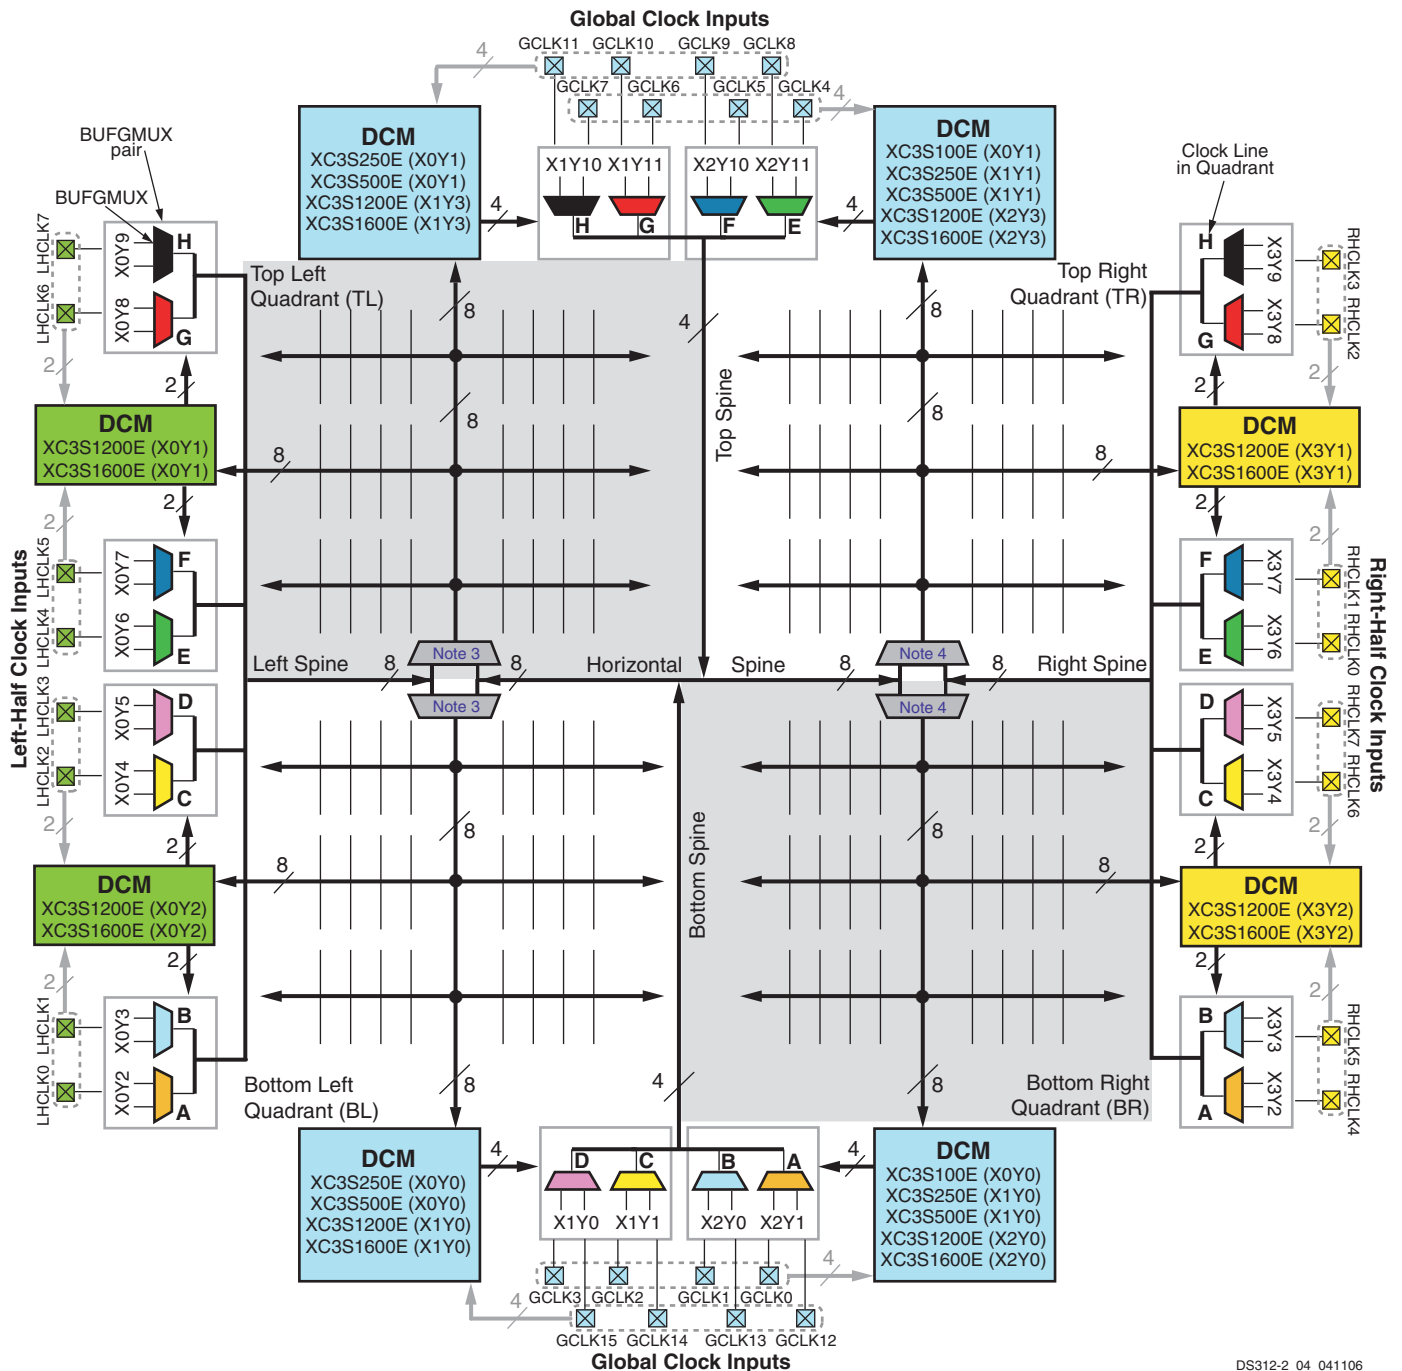 Global Clock Inputs
GCLK11 GCLK10 GCLK9 GCLK8
4
GCLK7 GCLK6 GCLK5 GCLK4
4
DCM
XC3S250E (X0Y1)
XC3S500E (X0Y1)
XC3S1200E (X1Y3)
XC3S1600E (X1Y3)
4
X1Y10 X1Y11 X2Y10 X2Y11
H G F E
4
DCM
XC3S100E (X0Y1)
XC3S250E (X1Y1)
XC3S500E (X1Y1)
XC3S1200E (X2Y3)
XC3S1600E (X2Y3)
BUFGMUX
pair
BUFGMUX
Clock Line
in Quadrant
LHCLK7
LHCLK6
X0Y9
X0Y8
H
G
2
2
DCM
XC3S1200E (X0Y1)
XC3S1600E (X0Y1)
8
2
2
LHCLK5
LHCLK4
X0Y7
X0Y6
F
E
Left-Half Clock Inputs
LHCLK3
LHCLK2
X0Y5
X0Y4
D
C
2
2
DCM
XC3S1200E (X0Y2)
XC3S1600E (X0Y2)
8
2
2
LHCLK1
LHCLK0
X0Y3
X0Y2
B
A
Top Left
Quadrant (TL)
8
8
4
Top Spine
Top Right
Quadrant (TR)
8
8
Note 3
Note 4
Left Spine 8 8 Horizontal Spine 8 8 Right Spine
Note 3
Note 4
8
8
Bottom Spine
4
8
8
Bottom Left
Quadrant (BL)
Bottom Right
Quadrant (BR)
H
G
X3Y9
X3Y8
RHCLK3
RHCLK2
2
2
8
DCM
XC3S1200E (X3Y1)
XC3S1600E (X3Y1)
2
2
F
E
X3Y7
X3Y6
RHCLK1
RHCLK0
Right-Half Clock Inputs
D
C
X3Y5
X3Y4
RHCLK7
RHCLK6
2
2
8
DCM
XC3S1200E (X3Y2)
XC3S1600E (X3Y2)
2
2
B
A
X3Y3
X3Y2
RHCLK5
RHCLK4
DCM
XC3S250E (X0Y0)
XC3S500E (X0Y0)
XC3S1200E (X1Y0)
XC3S1600E (X1Y0)
4
D C B A
X1Y0 X1Y1 X2Y0 X2Y1
4
DCM
XC3S100E (X0Y0)
XC3S250E (X1Y0)
XC3S500E (X1Y0)
XC3S1200E (X2Y0)
XC3S1600E (X2Y0)
4
GCLK3 GCLK2 GCLK1 GCLK0
4
GCLK15 GCLK14 GCLK13 GCLK12
Global Clock Inputs
DS312-2_04_041106